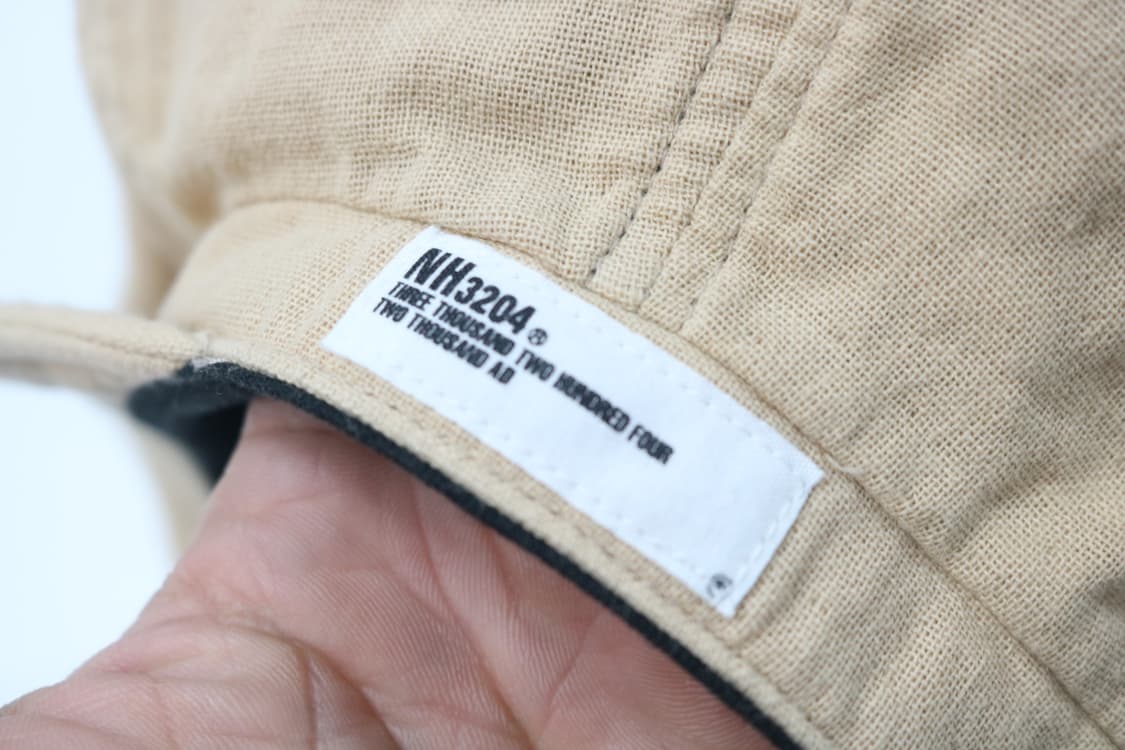 NH3204®
THREE THOUSAND TWO HUNDRED FOUR
TWO THOUSAND AD